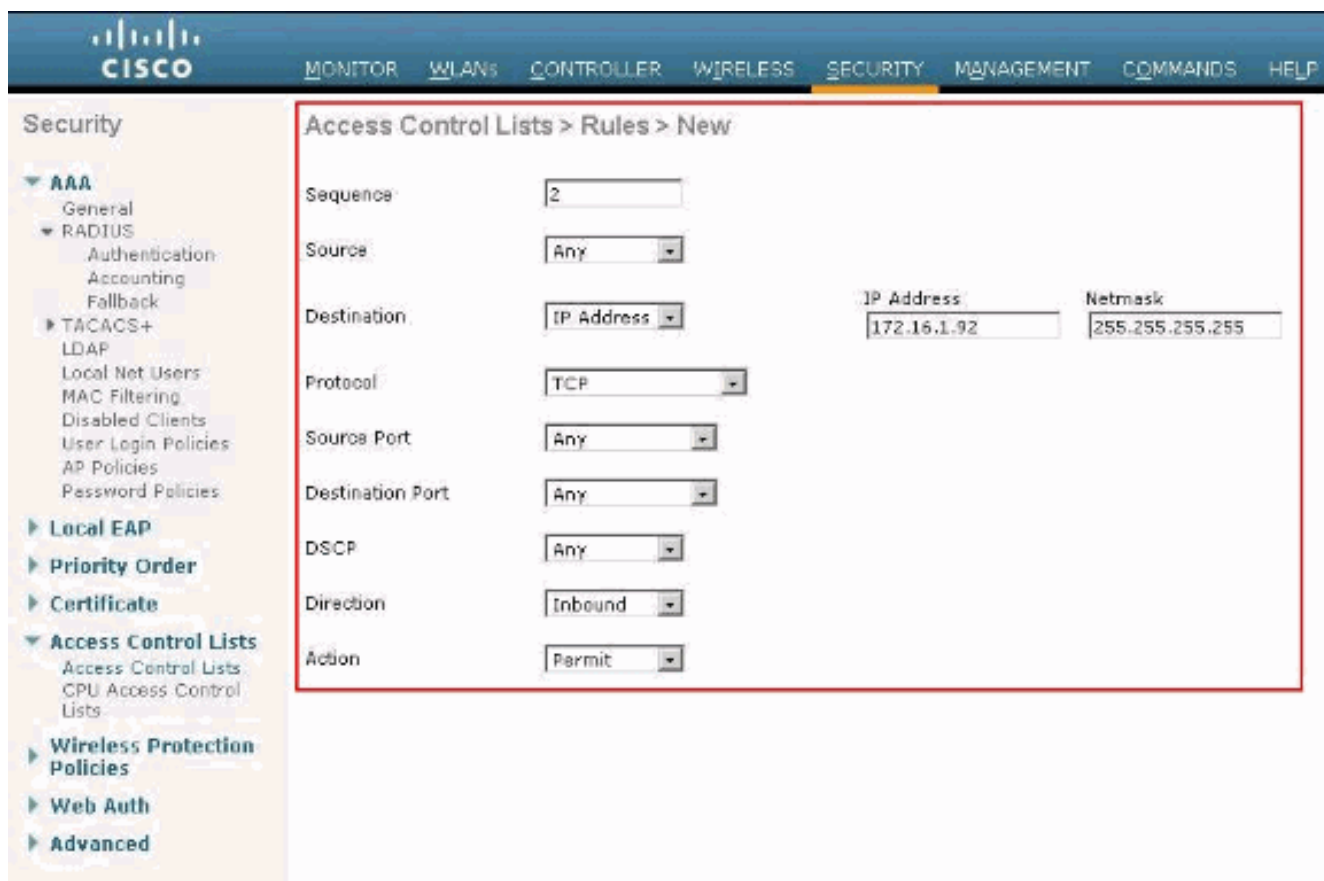 CISCO
MONITOR WLANs CONTROLLER WIRELESS SECURITY MANAGEMENT COMMANDS HELP
Security
AAA
General
RADIUS
Authentication
Accounting
Fallback
TACACS+
LDAP
Local Net Users
MAC Filtering
Disabled Clients
User Login Policies
AP Policies
Password Policies
Local EAP
Priority Order
Certificate
Access Control Lists
Access Control Lists
CPU Access Control
Lists
Wireless Protection
Policies
Web Auth
Advanced
Access Control Lists > Rules > New
Sequence 2
Source Any
IP Address Netmask
Destination IP Address 172.16.1.92 255.255.255.255
Protocol TCP
Source Port Any
Destination Port Any
DSCP Any
Direction Inbound
Action Permit